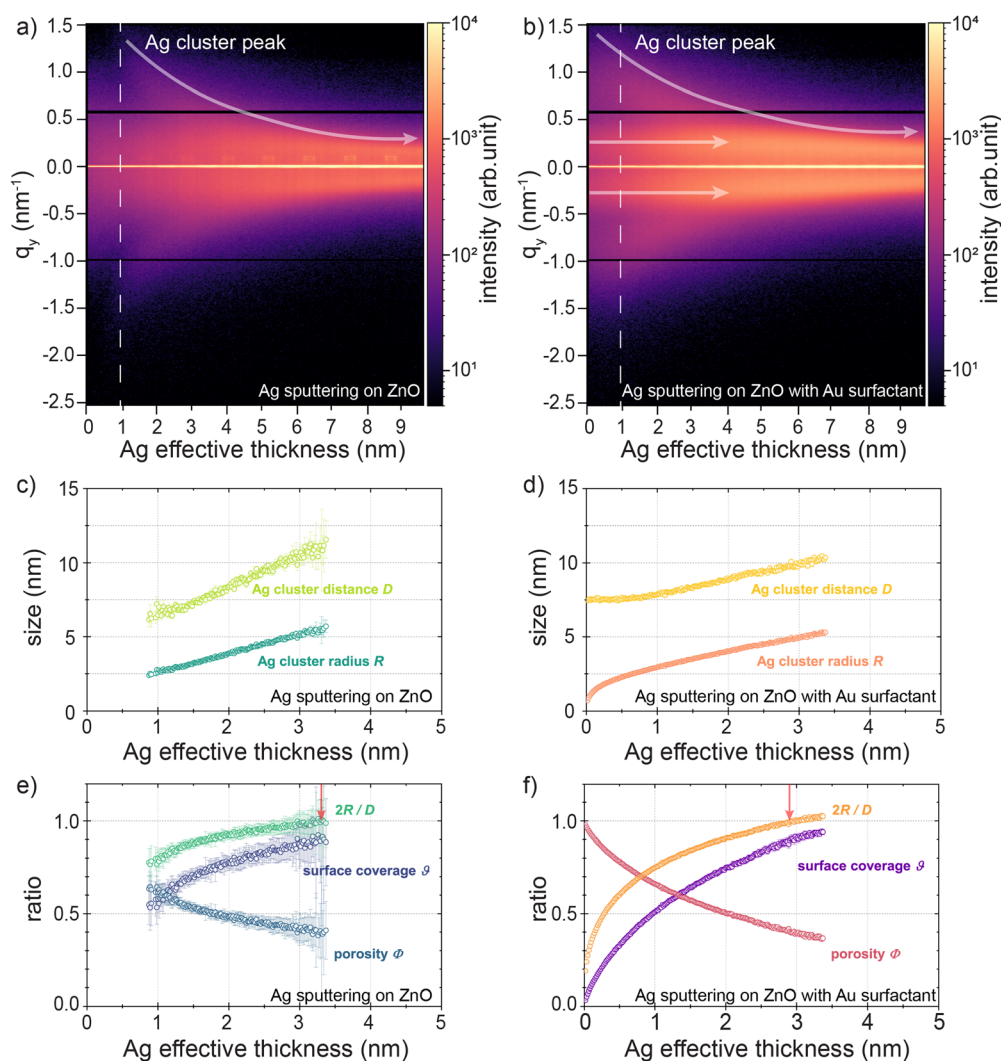 a)
Ag cluster peak
1.5
1.0
0.5
0.0
-0.5
-1.0
-1.5
-2.0
-2.5
qy (nm⁻¹)
Ag sputtering on ZnO
0 1 2 3 4 5 6 7 8 9
Ag effective thickness (nm)
10⁴
10³
10²
10¹
intensity (arb.unit)
b)
Ag cluster peak
1.5
1.0
0.5
0.0
-0.5
-1.0
-1.5
-2.0
-2.5
qy (nm⁻¹)
Ag sputtering on ZnO with Au surfactant
0 1 2 3 4 5 6 7 8 9
Ag effective thickness (nm)
10⁴
10³
10²
10¹
intensity (arb.unit)
c)
15
10
5
0
size (nm)
Ag cluster distance D
Ag cluster radius R
Ag sputtering on ZnO
0 1 2 3 4 5
Ag effective thickness (nm)
d)
15
10
5
0
size (nm)
Ag cluster distance D
Ag cluster radius R
Ag sputtering on ZnO with Au surfactant
0 1 2 3 4 5
Ag effective thickness (nm)
e)
1.0
0.5
0.0
ratio
2R / D
surface coverage ϑ
porosity Φ
Ag sputtering on ZnO
0 1 2 3 4 5
Ag effective thickness (nm)
f)
1.0
0.5
0.0
ratio
2R / D
surface coverage ϑ
porosity Φ
Ag sputtering on ZnO with Au surfactant
0 1 2 3 4 5
Ag effective thickness (nm)